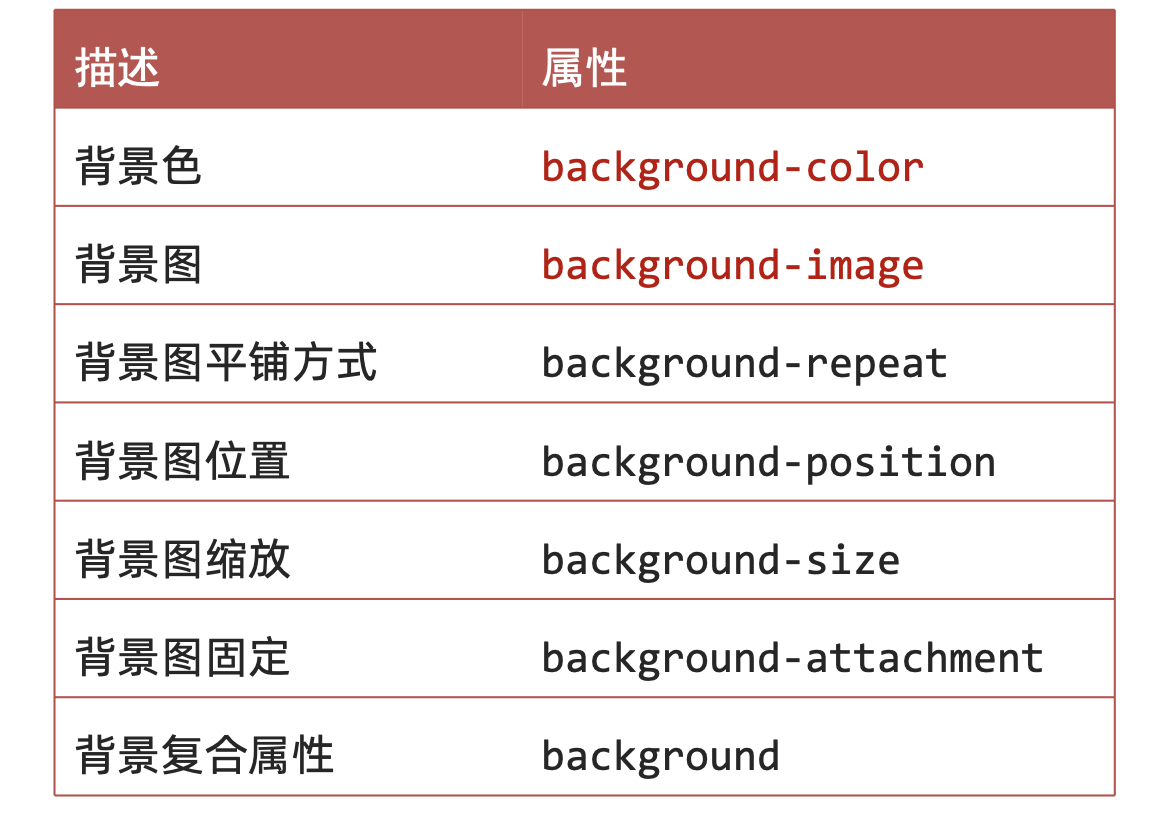 描述 属性
背景色 background-color
背景图 background-image
背景图平铺方式 background-repeat
背景图位置 background-position
背景图缩放 background-size
背景图固定 background-attachment
背景复合属性 background